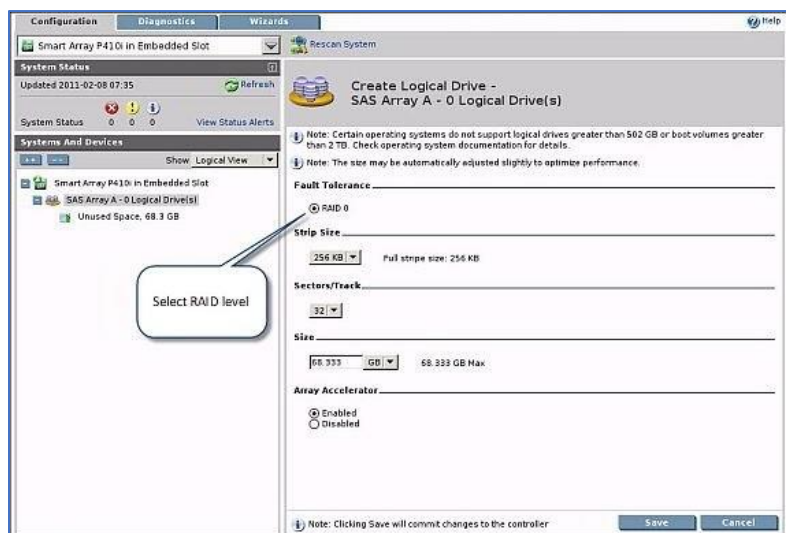 Configuration Diagnostics Wizards Help
Smart Array P410i in Embedded Slot Rescan System
System Status
Updated 2011-02-08 07:35 Refresh
System Status 0 0 0 View Status Alerts
Systems And Devices
Show Logical View
Smart Array P410i in Embedded Slot
SAS Array A - 0 Logical Drive(s)
Unused Space, 68.3 GB
Select RAID level
Create Logical Drive -
SAS Array A - 0 Logical Drive(s)
Note: Certain operating systems do not support logical drives greater than 502 GB or boot volumes greater
than 2 TB. Check operating system documentation for details.
Note: The size may be automatically adjusted slightly to optimize performance.
Fault Tolerance
RAID 0
Strip Size
256 KB Full stripe size: 256 KB
Sectors/Track
32
Size
68.333 GB 68.333 GB Max
Array Accelerator
Enabled
Disabled
Note: Clicking Save will commit changes to the controller Save Cancel